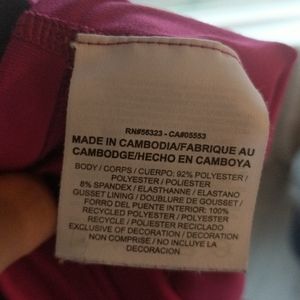 RN#56323 - CA#05553
MADE IN CAMBODIA/FABRIQUE AU
CAMBODGE/HECHO EN CAMBOYA
BODY / CORPS / CUERPO: 92% POLYESTER /
POLYESTER / POLIESTER
8% SPANDEX / ELASTHANNE / ELASTANO
GUSSET LINING / DOUBLURE DE GOUSSET /
FORRO DEL PUENTE INTERIOR: 100%
RECYCLED POLYESTER / POLYESTER
RECYCLE / POLIESTER RECICLADO
EXCLUSIVE OF DECORATION / DECORATION
NON COMPRISE / NO INCLUYE LA
DECORACION